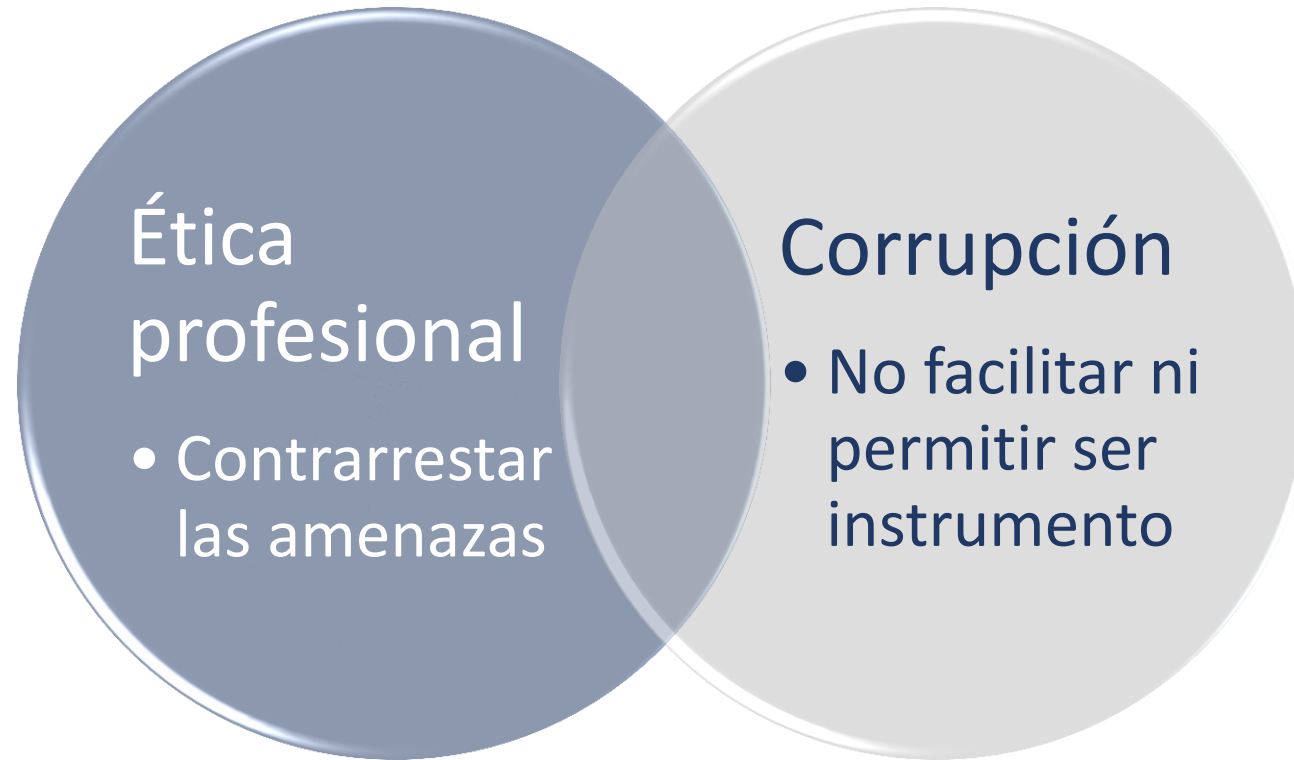 Ética
profesional
• Contrarrestar
las amenazas
Corrupción
• No facilitar ni
permitir ser
instrumento